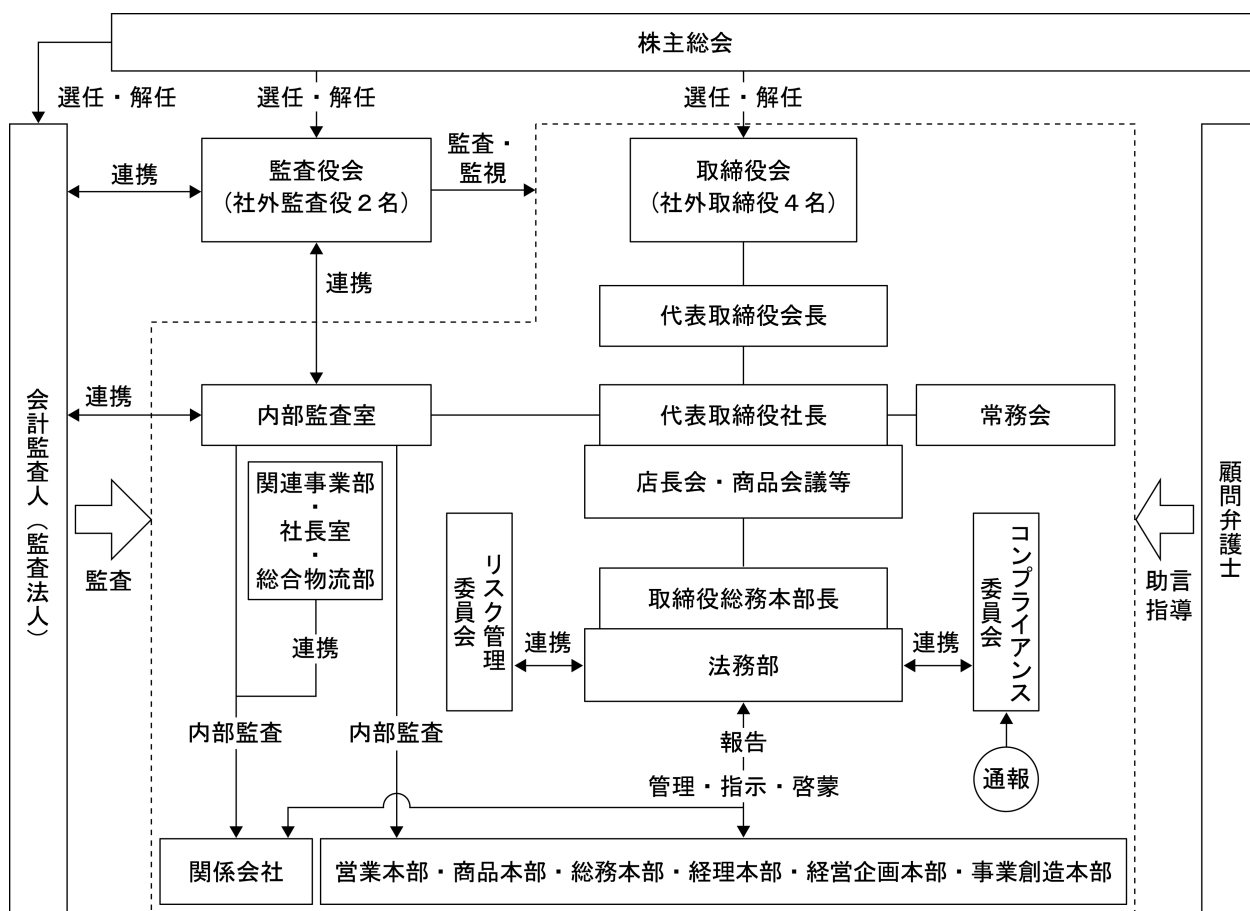 株主総会
選任・解任
選任・解任
選任・解任
監査役会
（社外監査役２名）
監査・
監視
取締役会
（社外取締役４名）
連携
連携
代表取締役会長
会計監査人（監査法人）
連携
内部監査室
代表取締役社長
常務会
店長会・商品会議等
関連事業部
・
社長室
・
総合物流部
監査
顧問弁護士
助言
指導
リスク管理
委員会
取締役総務本部長
コンプライアンス
委員会
連携
連携
法務部
連携
内部監査
内部監査
報告
管理・指示・啓蒙
通報
関係会社
営業本部・商品本部・総務本部・経理本部・経営企画本部・事業創造本部